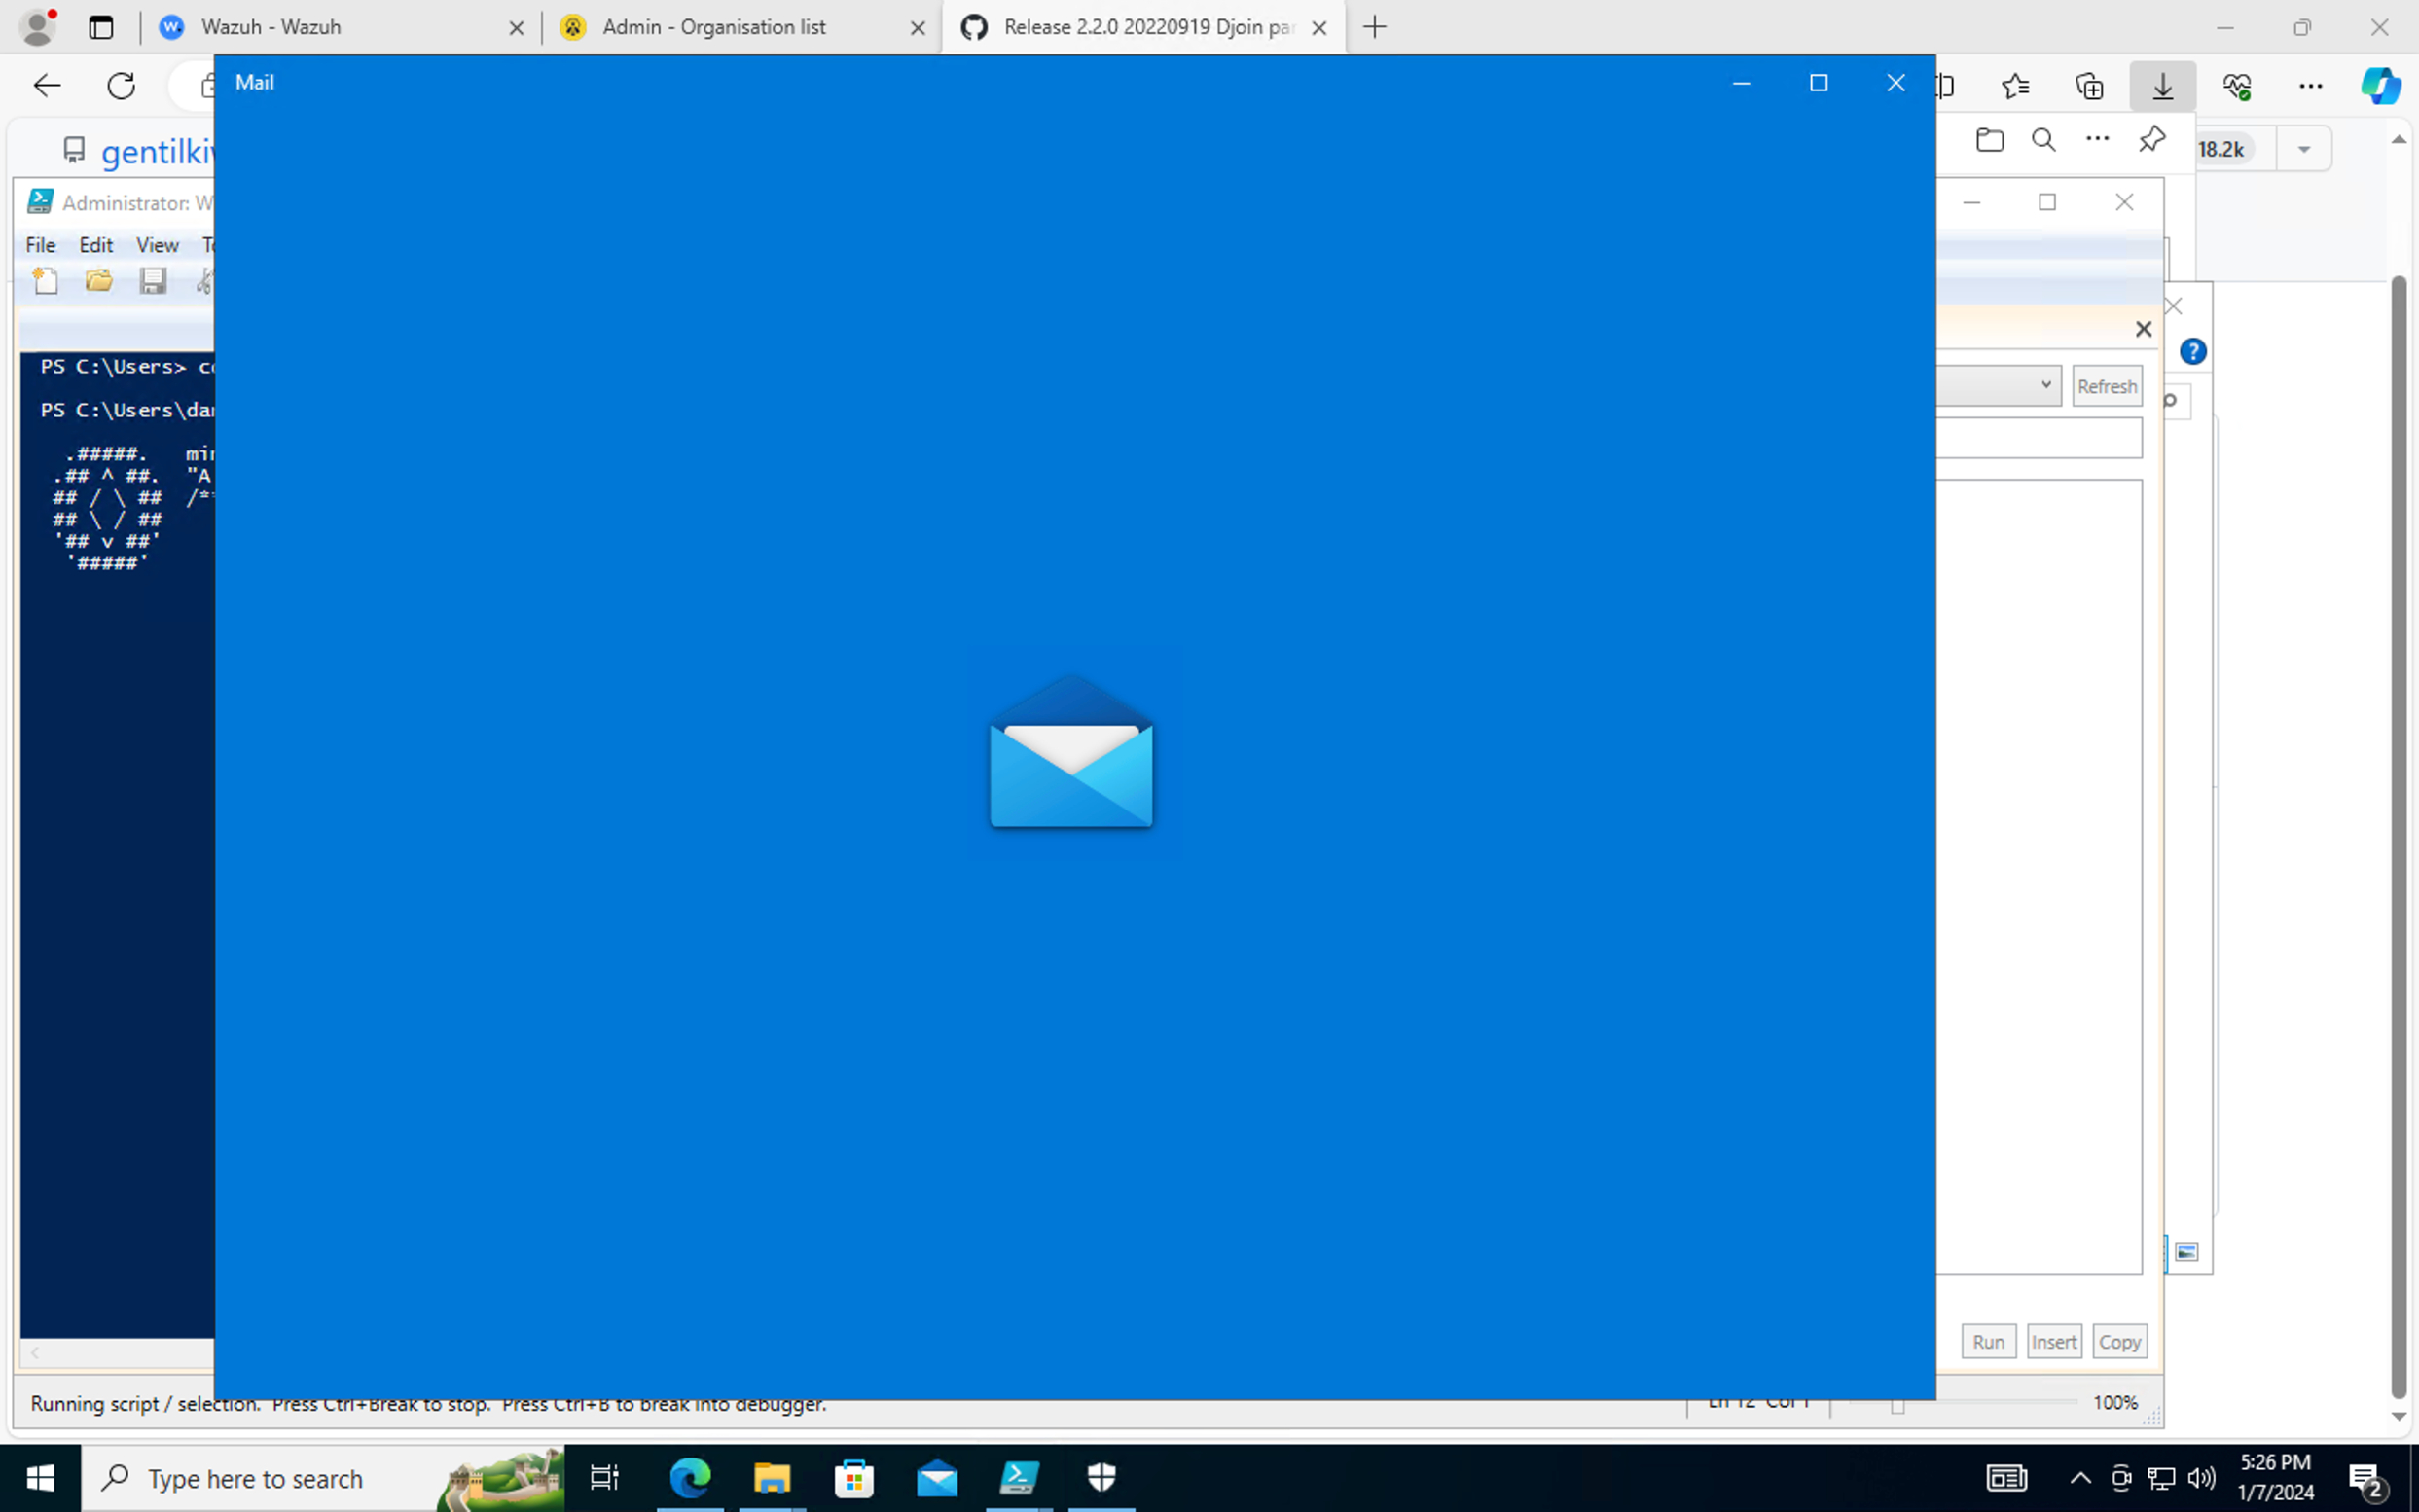 Wazuh - Wazuh
Admin - Organisation list
Release 2.2.0 20220919 Djoin
Mail
gentilki
18.2k
Administrator:
File Edit View
PS C:\Users>
Refresh
PS C:\Users\da
.#####.
.## ^ ##. "A
## / \ ## /*
## \ / ##
'## v ##'
'#####'
Run Insert Copy
Running script / selection. Press Ctrl+Break to stop. Press Ctrl+B to break into debugger.
Ln 12 Col 1
100%
Type here to search
5:26 PM
1/7/2024
2